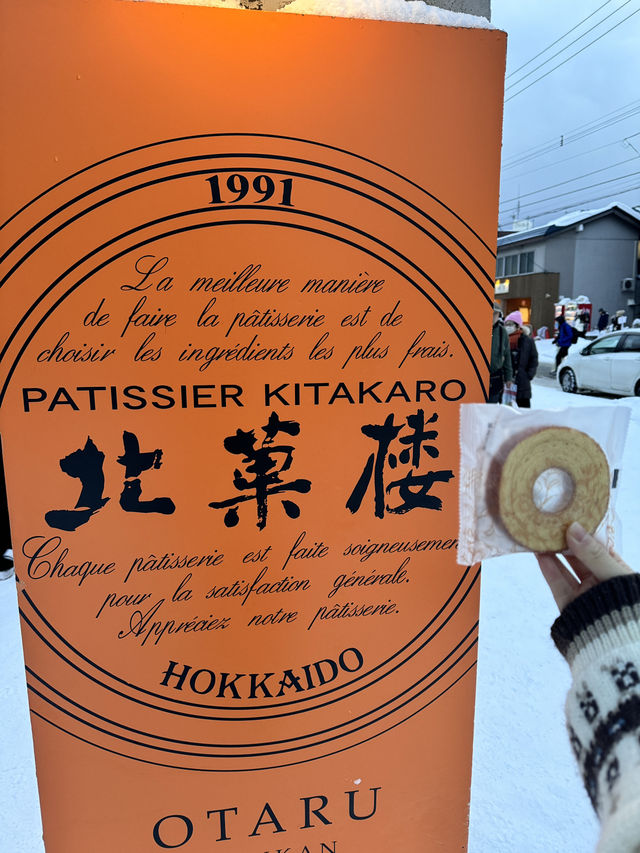 1991
La meilleure manière
de faire la pâtisserie est de
choisir les ingrédients les plus frais.
PATISSIER KITAKARO
北菓楼
Chaque pâtisserie est faite soigneusemen
pour la satisfaction générale.
Appréciez notre pâtisserie.
HOKKAIDO
OTARU